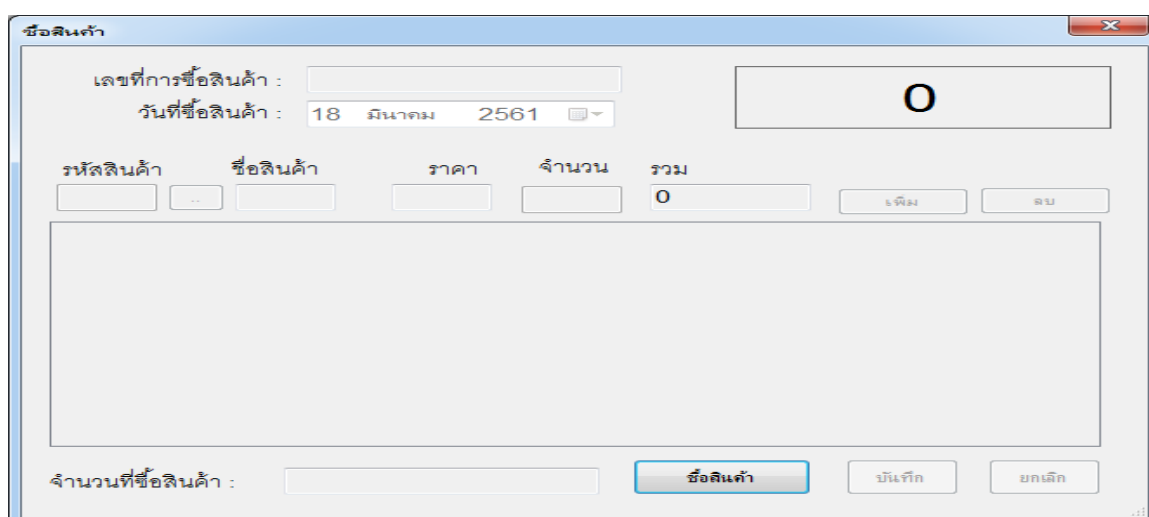 ซื้อสินค้า
เลขที่การซื้อสินค้า :
0
วันที่ซื้อสินค้า : 18 มีนาคม 2561
รหัสสินค้า ชื่อสินค้า ราคา จำนวน รวม
.. 0 เพิ่ม ลบ
จำนวนที่ซื้อสินค้า : ซื้อสินค้า บันทึก ยกเลิก